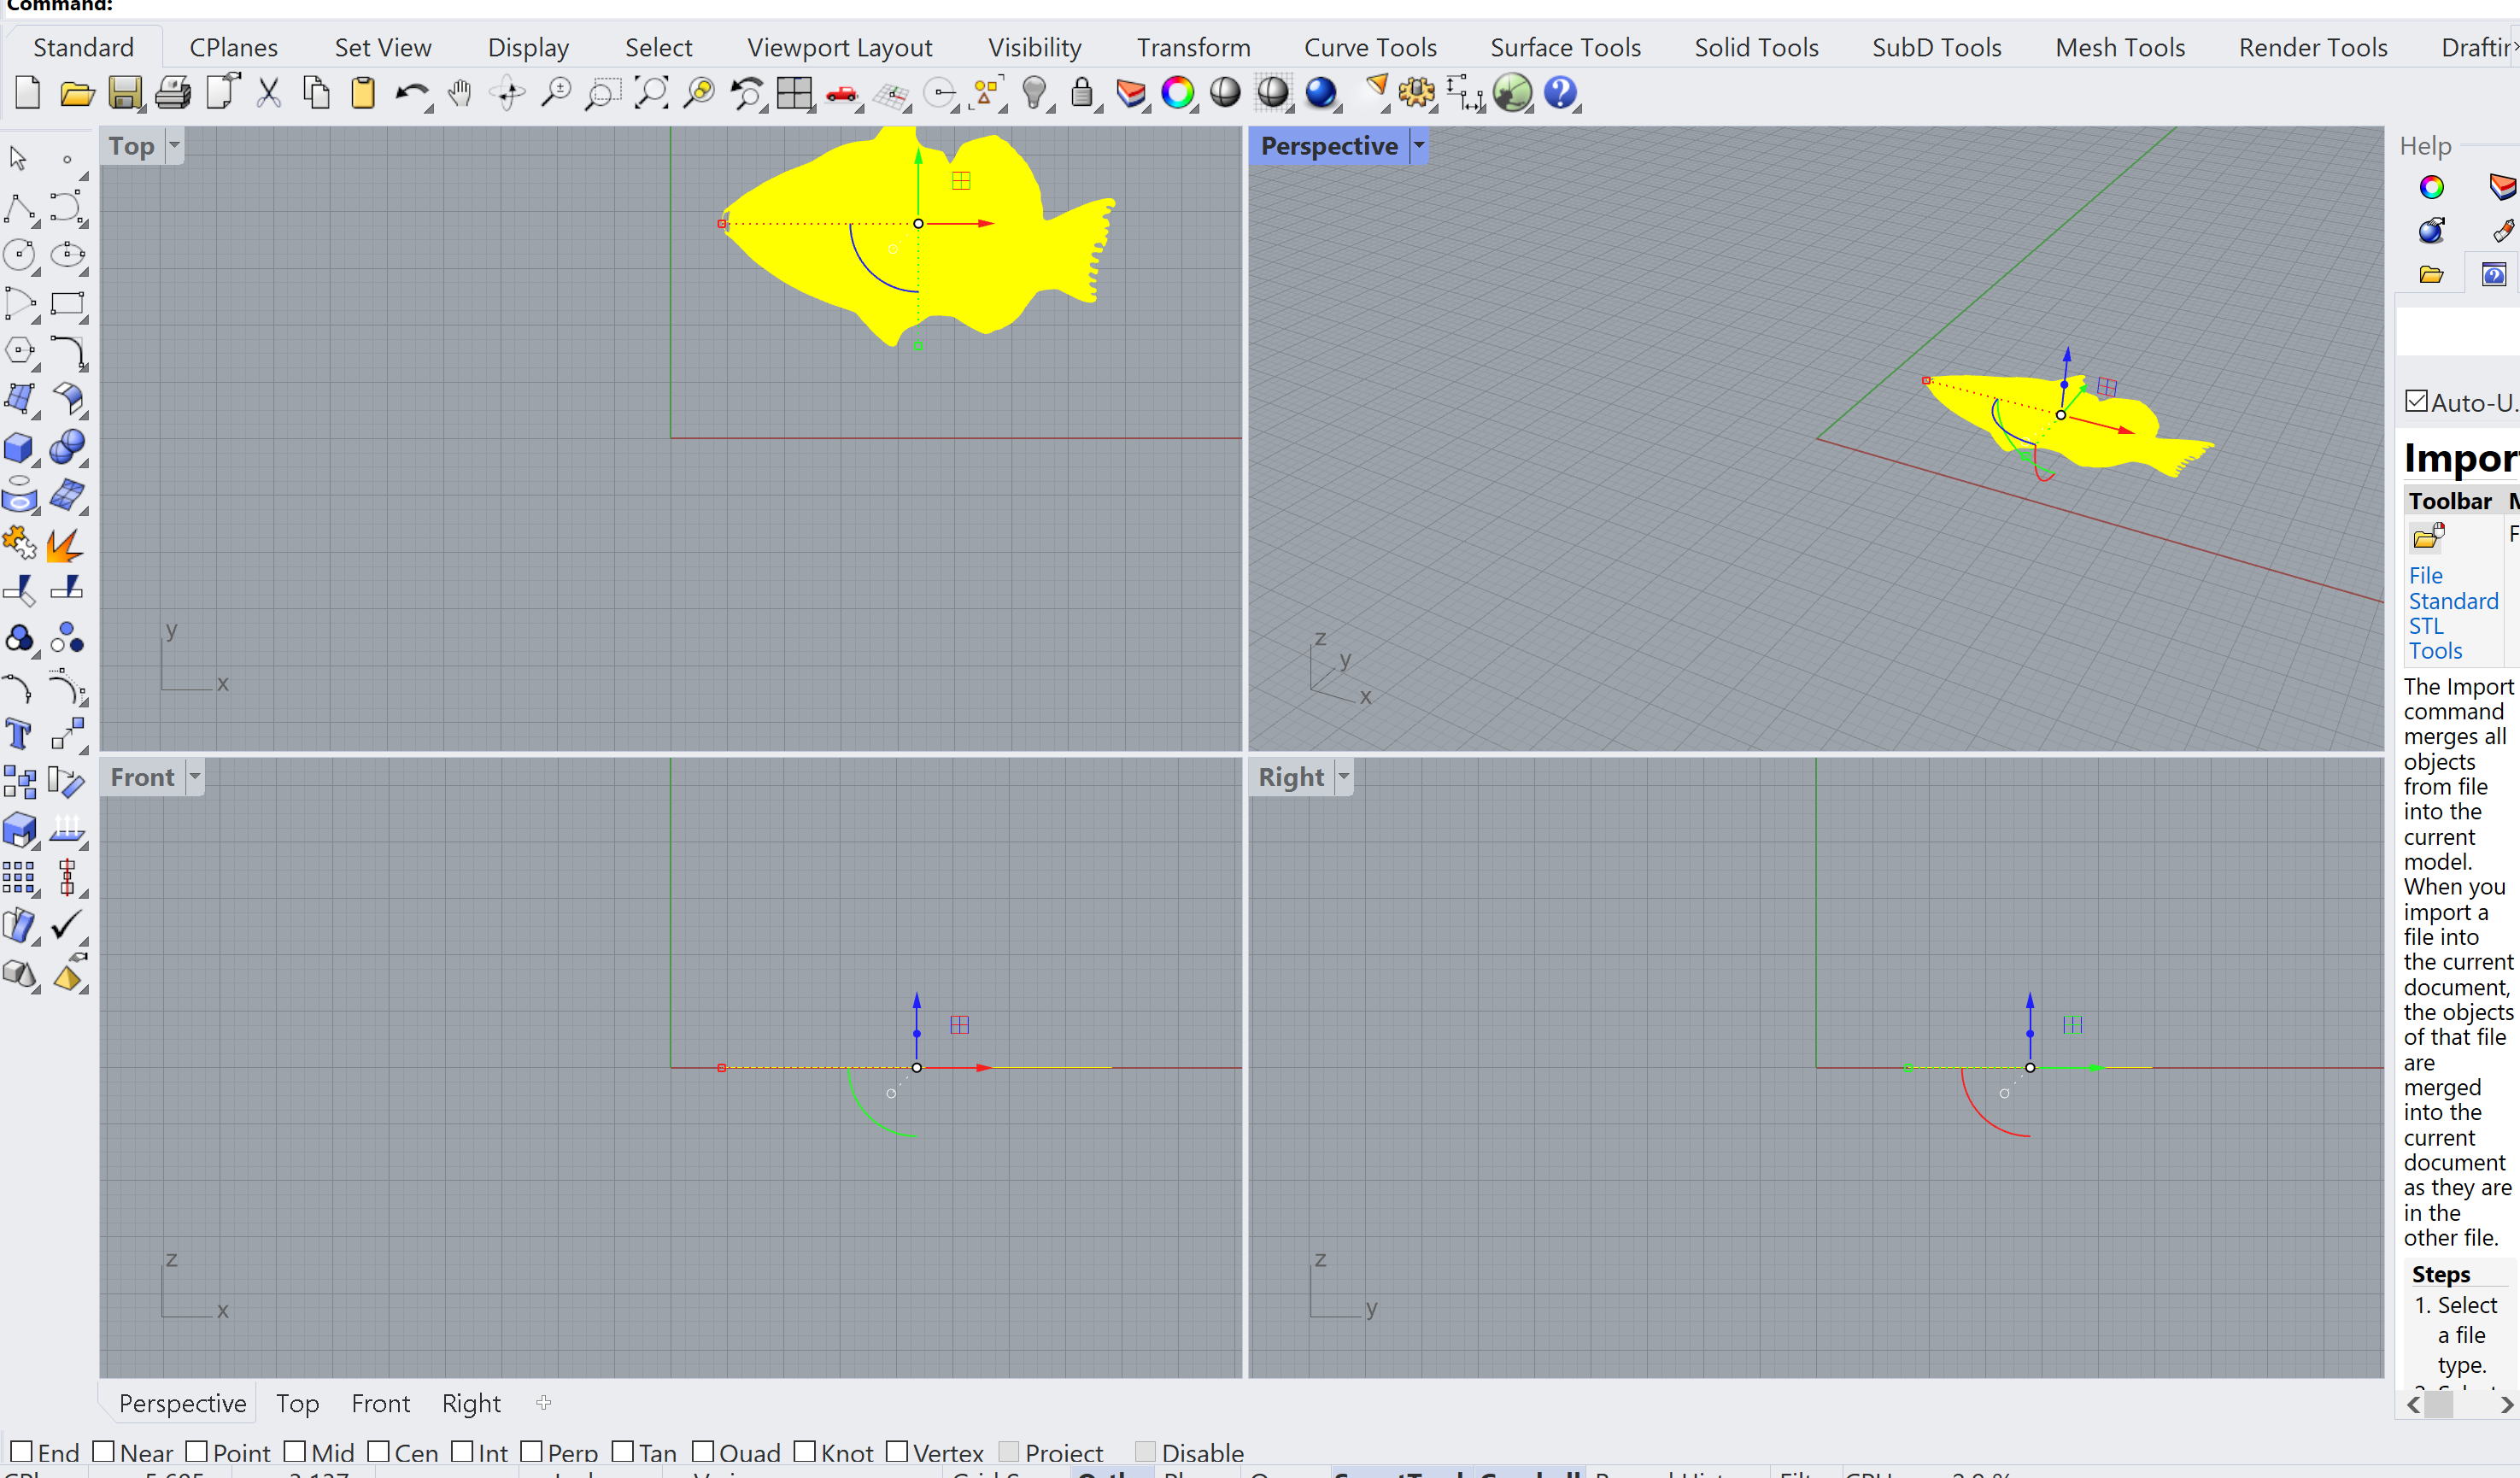 Command:
Standard CPlanes Set View Display Select Viewport Layout Visibility Transform Curve Tools Surface Tools Solid Tools SubD Tools Mesh Tools Render Tools
Top
Perspective
y
x
z
y
x
Front
Right
z
x
z
y
Help
Auto-U.
Toolbar
File
Standard
STL
Tools
The Import
command
merges all
objects
from file
into the
current
model.
When you
import a
file into
the current
document,
the objects
of that file
are
merged
into the
current
document
as they are
in the
other file.
Steps
1. Select
a file
type.
Perspective Top Front Right
End Near Point Mid Cen Int Perp Tan Quad Knot Vertex Project Disable